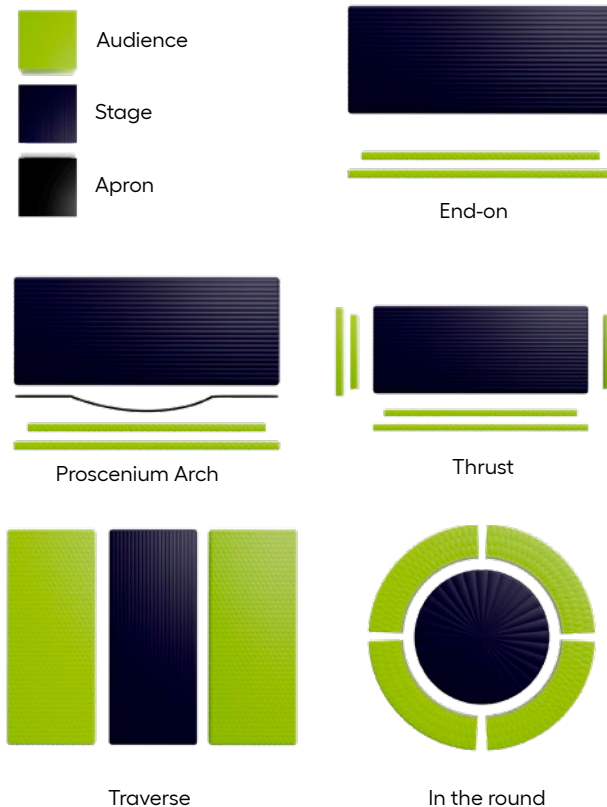 Audience
Stage
Apron
End-on
Proscenium Arch
Thrust
Traverse
In the round